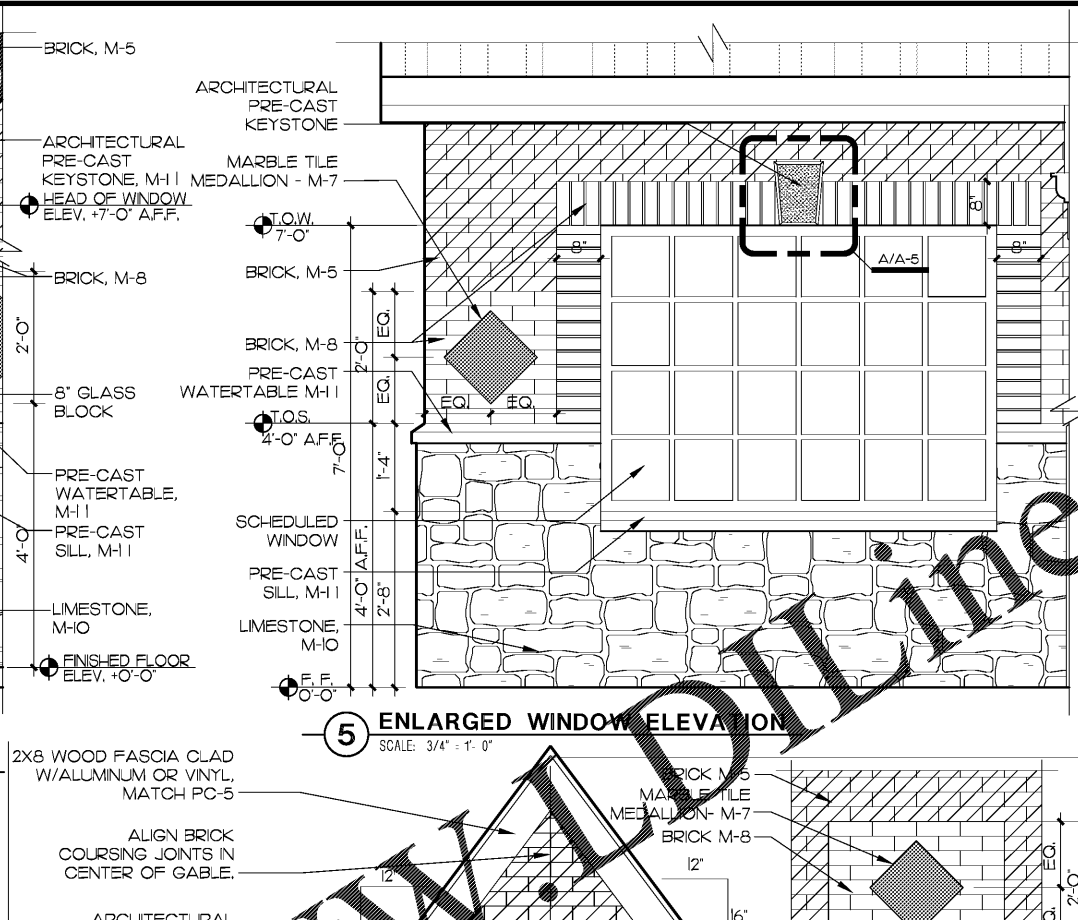 BRICK, M-5
ARCHITECTURAL
PRE-CAST
KEYSTONE, M-11
HEAD OF WINDOW
ELEV. +7'-0" A.F.F.
BRICK, M-8
2'-0"
8" GLASS
BLOCK
PRE-CAST
WATERTABLE,
M-11
PRE-CAST
SILL, M-11
4'-0"
LIMESTONE,
M-10
FINISHED FLOOR
ELEV. +0'-0"
ARCHITECTURAL
PRE-CAST
KEYSTONE
MARBLE TILE
MEDALLION - M-7
T.O.W.
7'-0"
BRICK, M-5
BRICK, M-8
PRE-CAST
WATERTABLE M-11
T.O.S.
4'-0" A.F.F.
SCHEDULED
WINDOW
PRE-CAST
SILL, M-11
LIMESTONE,
M-10
F. F.
0'-0"
2'-0"
EQ.
EQ.
7'-0"
4'-0" A.F.F.
1'-4"
2'-8"
EQ.
EQ.
8"
8"
8"
A/A-5
5
ENLARGED WINDOW ELEVATION
SCALE: 3/4" = 1'- 0"
2X8 WOOD FASCIA CLAD
W/ALUMINUM OR VINYL,
MATCH PC-5
ALIGN BRICK
COURSING JOINTS IN
CENTER OF GABLE.
ARCHITECTURAL
12"
12"
16"
BRICK M-5
MARBLE TILE
MEDALLION- M-7
BRICK M-8
EQ.
2'-0"
W LDILine